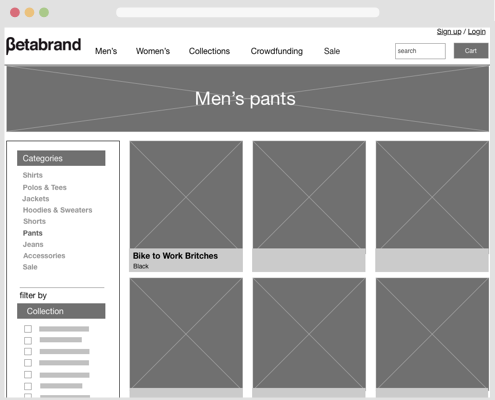 Sign up / Login
βetabrand
Men's
Women's
Collections
Crowdfunding
Sale
search
Cart
Men's pants
Categories
Shirts
Polos & Tees
Jackets
Hoodies & Sweaters
Shorts
Pants
Jeans
Accessories
Sale
filter by
Collection
Bike to Work Britches
Black